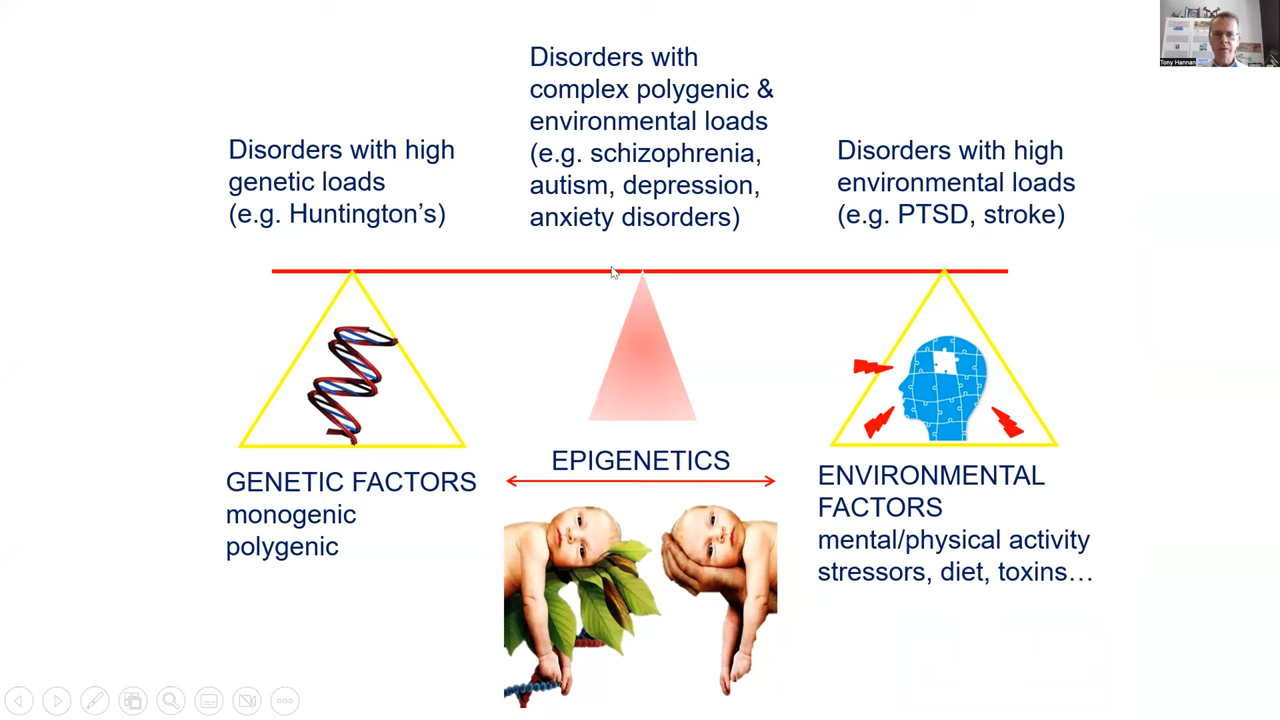 Disorders with high
genetic loads
(e.g. Huntington’s)
Disorders with
complex polygenic &
environmental loads
(e.g. schizophrenia,
autism, depression,
anxiety disorders)
Disorders with high
environmental loads
(e.g. PTSD, stroke)
GENETIC FACTORS
monogenic
polygenic
EPIGENETICS
ENVIRONMENTAL
FACTORS
mental/physical activity
stressors, diet, toxins…
Tony Hannan